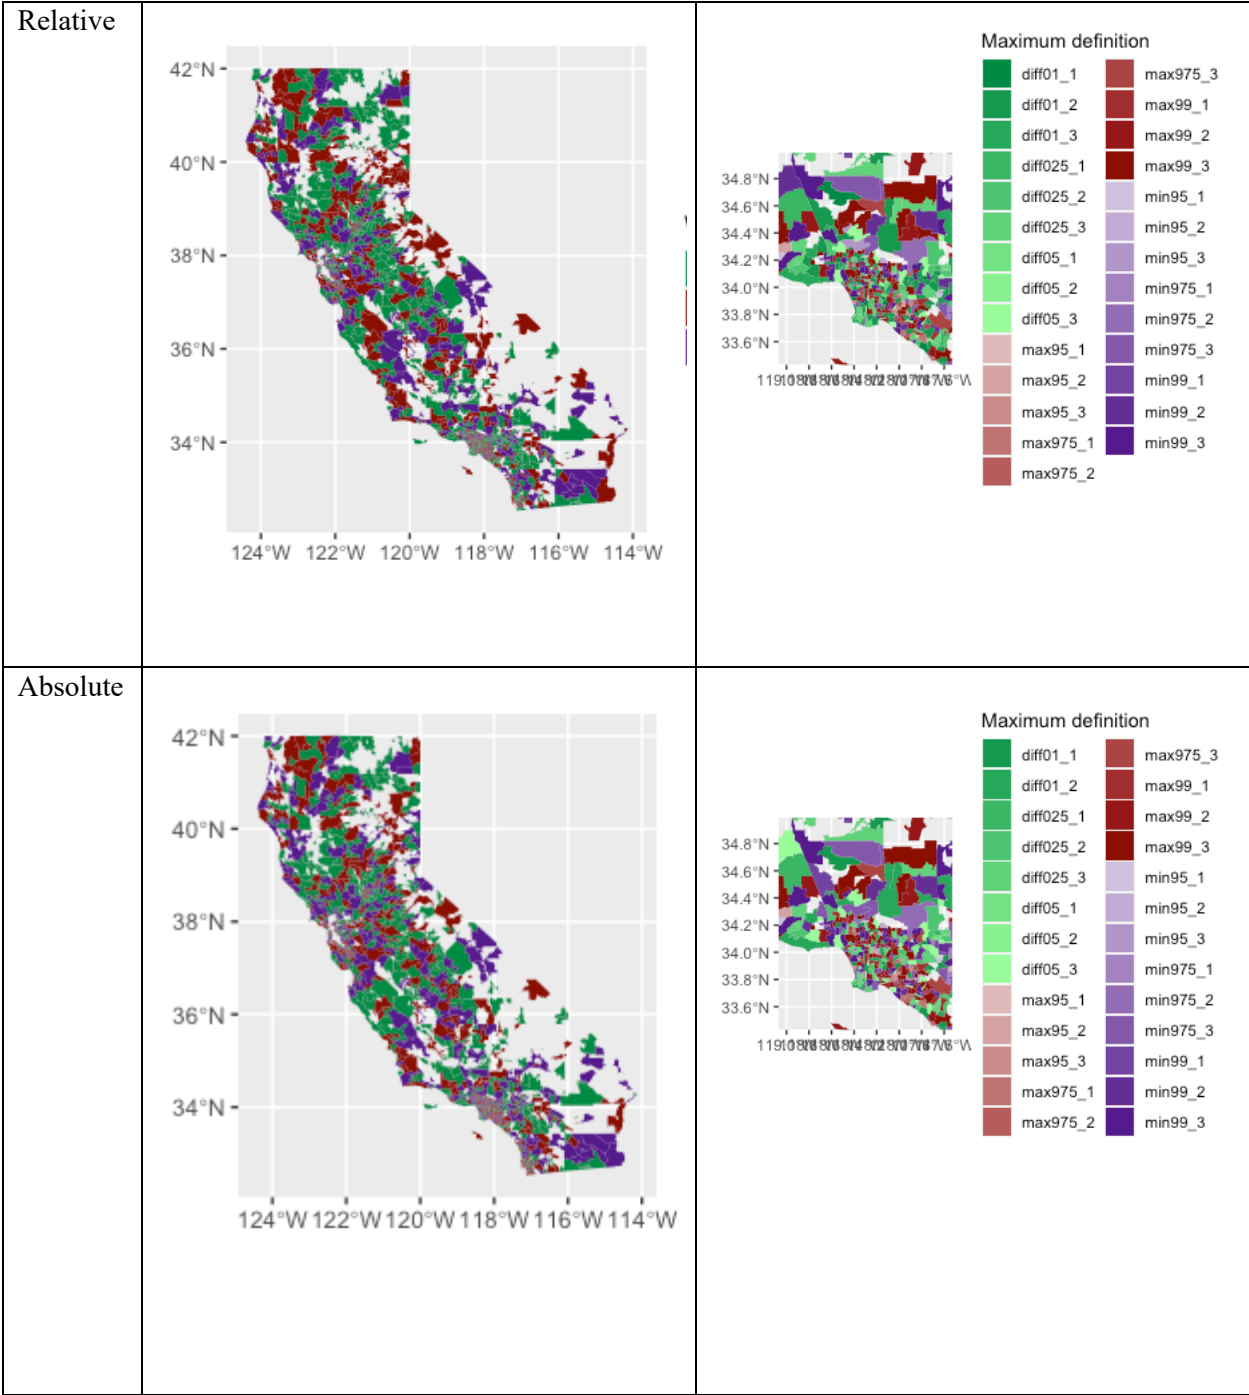 Relative
42°N
40°N
38°N
36°N
34°N
124°W 122°W 120°W 118°W 116°W 114°W
34.8°N
34.6°N
34.4°N
34.2°N
34.0°N
33.8°N
33.6°N
Maximum definition
diff01_1 max975_3
diff01_2 max99_1
diff01_3 max99_2
diff025_1 max99_3
diff025_2 min95_1
diff025_3 min95_2
diff05_1 min95_3
diff05_2 min975_1
diff05_3 min975_2
max95_1 min975_3
max95_2 min99_1
max95_3 min99_2
max975_1 min99_3
max975_2
Absolute
42°N
40°N
38°N
36°N
34°N
124°W 122°W 120°W 118°W 116°W 114°W
34.8°N
34.6°N
34.4°N
34.2°N
34.0°N
33.8°N
33.6°N
Maximum definition
diff01_1 max975_3
diff01_2 max99_1
diff025_1 max99_2
diff025_2 max99_3
diff025_3 min95_1
diff05_1 min95_2
diff05_2 min95_3
diff05_3 min975_1
max95_1 min975_2
max95_2 min975_3
max95_3 min99_1
max975_1 min99_2
max975_2 min99_3